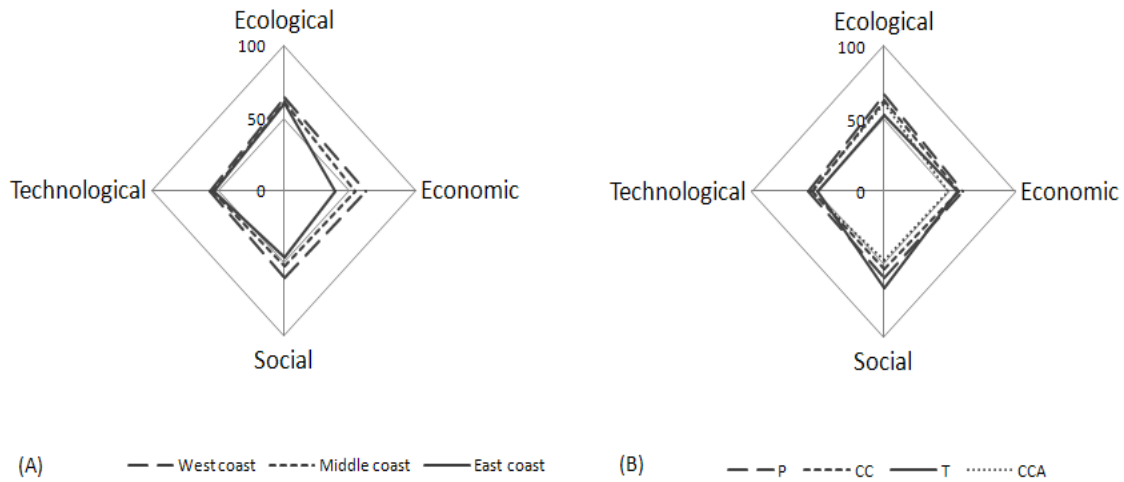 Ecological
100
50
Technological
0
Economic
Social
(A)
West coast
Middle coast
East coast
Ecological
100
50
Technological
0
Economic
Social
(B)
P
CC
T
CCA